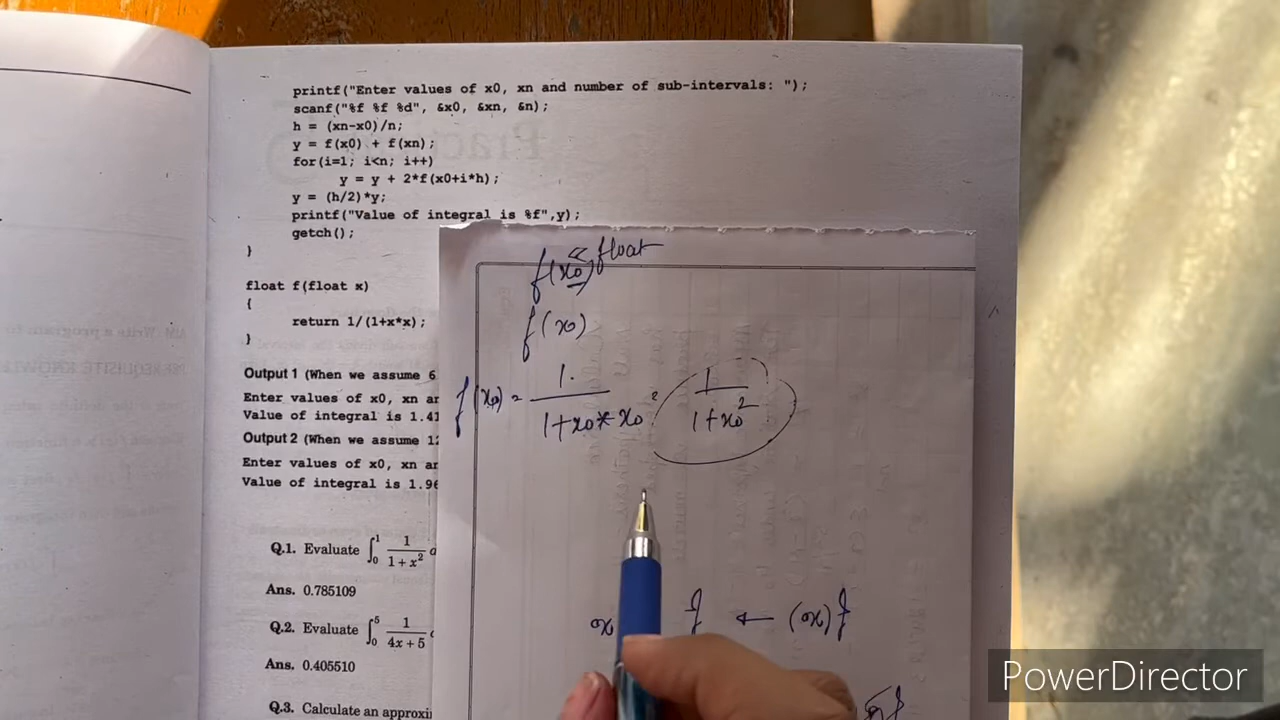 printf("Enter values of x0, xn and number of sub-intervals: ");
scanf("%f %f %d", &x0, &xn, &n);
h = (xn-x0)/n;
y = f(x0) + f(xn);
for(i=1; i<n; i++)
y = y + 2*f(x0+i*h);
y = (h/2)*y;
printf("Value of integral is %f",y);
getch();
}
float f(float x)
{
return 1/(1+x*x);
}
Output 1 (When we assume 6
Enter values of x0, xn
Value of integral is 1.41
Output 2 (When we assume 12
Enter values of x0, xn
Value of integral is 1.96
Q.1. Evaluate ∫₀¹ 1/(1+x²)
Ans. 0.785109
Q.2. Evaluate ∫₀⁵ 1/(4x+5)
Ans. 0.405510
Q.3. Calculate an
f(x0) float
f(x0)
f(x0) = 1/(1+x0*x0) = 1/(1+x0²)
x f ← (x)f
PowerDirector